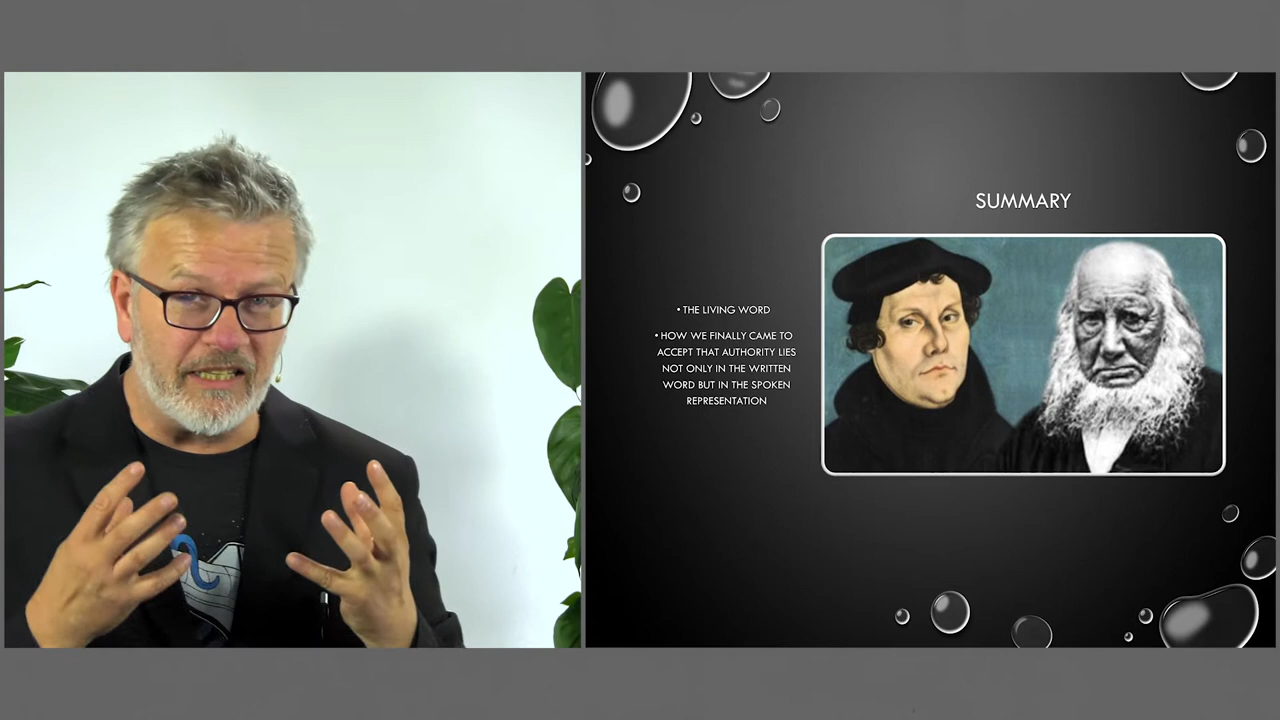 SUMMARY
• THE LIVING WORD
• HOW WE FINALLY CAME TO
ACCEPT THAT AUTHORITY LIES
NOT ONLY IN THE WRITTEN
WORD BUT IN THE SPOKEN
REPRESENTATION